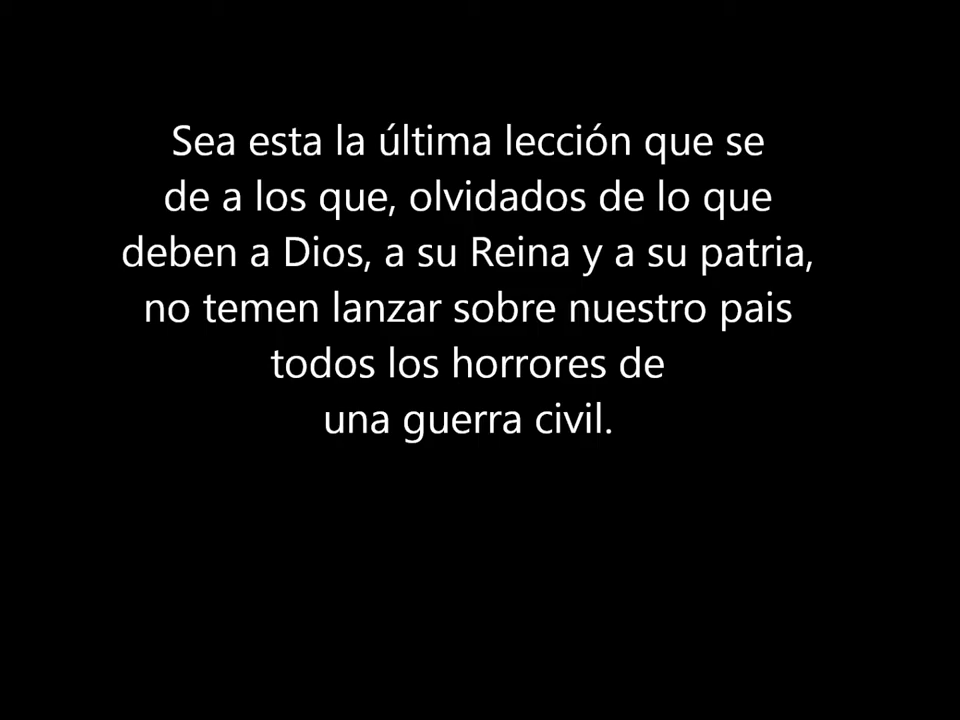 Sea esta la última lección que se
de a los que, olvidados de lo que
deben a Dios, a su Reina y a su patria,
no temen lanzar sobre nuestro pais
todos los horrores de
una guerra civil.